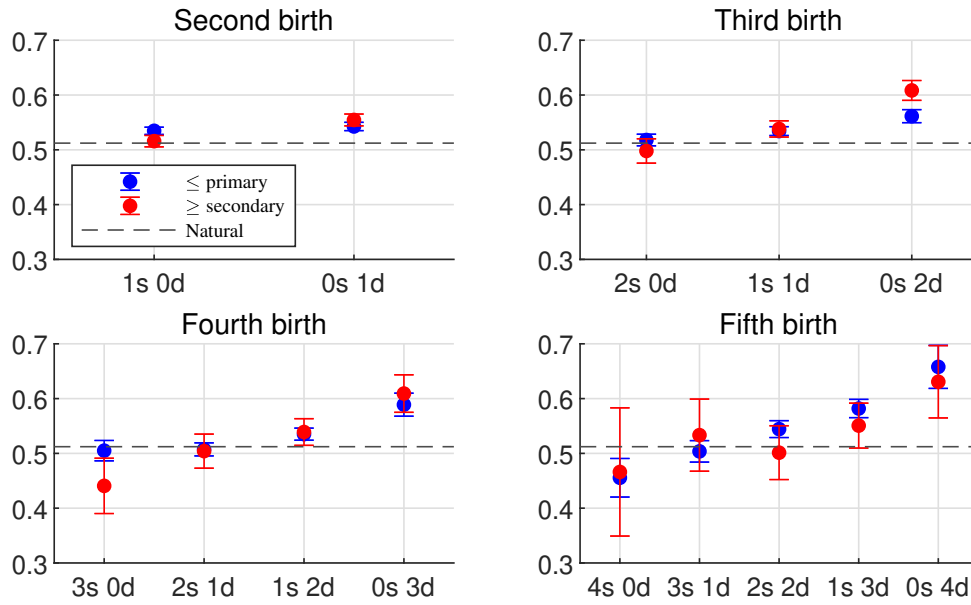 Second birth
0.7
0.6
0.5
0.4
0.3
≤ primary
≥ secondary
Natural
1s 0d
0s 1d
Third birth
0.7
0.6
0.5
0.4
0.3
2s 0d
1s 1d
0s 2d
Fourth birth
0.7
0.6
0.5
0.4
0.3
3s 0d
2s 1d
1s 2d
0s 3d
Fifth birth
0.7
0.6
0.5
0.4
0.3
4s 0d
3s 1d
2s 2d
1s 3d
0s 4d